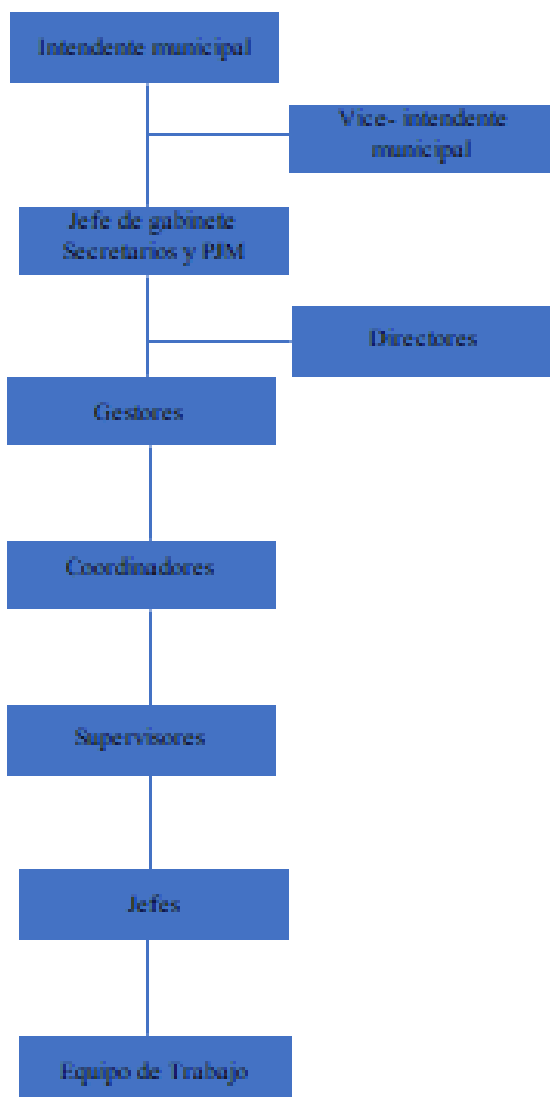 Intendente municipal
Vice- intendente
municipal
Jefe de gabinete
Secretarios y PJM
Directores
Gestores
Coordinadores
Supervisores
Jefes
Equipo de Trabajo